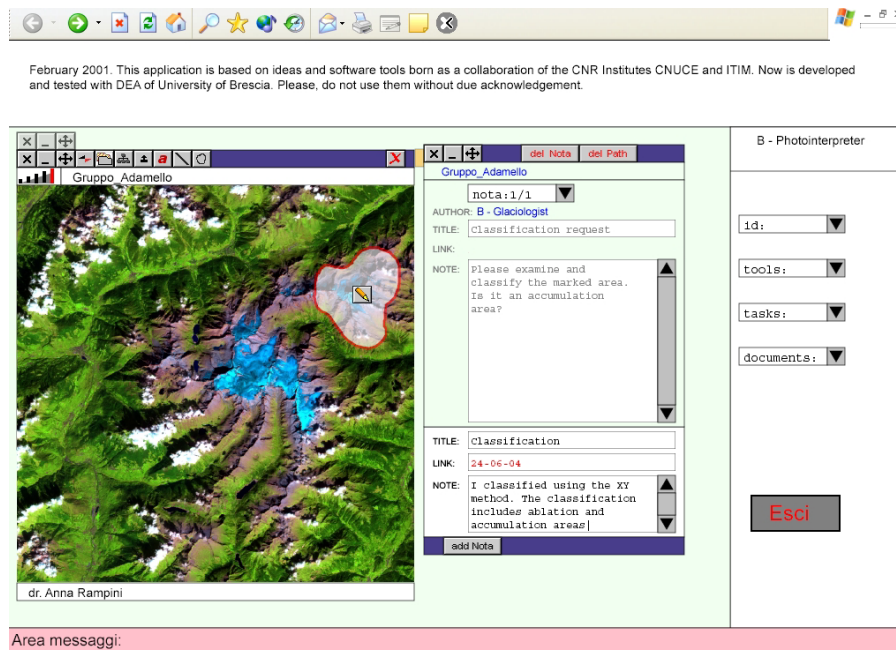 February 2001. This application is based on ideas and software tools born as a collaboration of the CNR Institutes CNUCE and ITIM. Now is developed
and tested with DEA of University of Brescia. Please, do not use them without due acknowledgement.
B - Photointerpreter
a
X
Gruppo_Adamello
dr. Anna Rampini
del Nota del Path
Gruppo_Adamello
nota:1/1
AUTHOR: B - Glaciologist
TITLE: Classification request
LINK:
NOTE: Please examine and
classify the marked area.
Is it an accumulation
area?
TITLE: Classification
LINK: 24-06-04
NOTE: I classified using the XY
method. The classification
includes ablation and
accumulation areas
add Nota
id:
tools:
tasks:
documents:
Esci
Area messaggi: